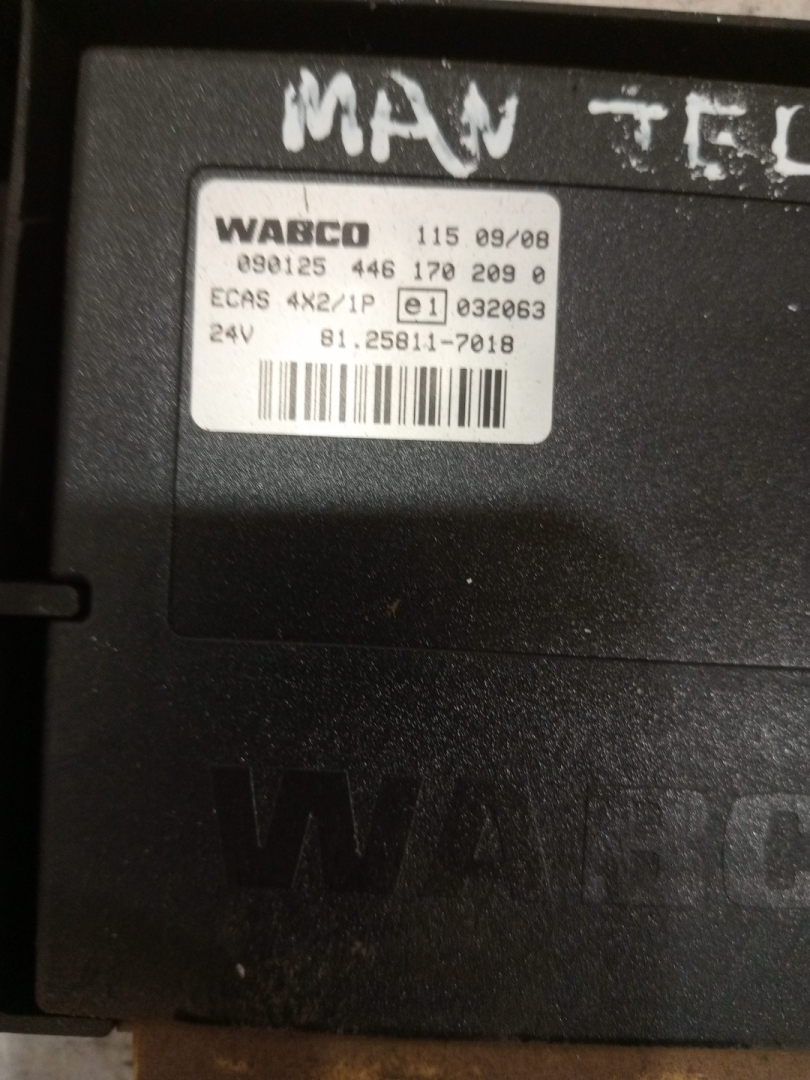 MAN
WABCO 115 09/08
090125 446 170 209 0
ECAS 4X2/1P e1 032063
24V 81.25811-7018
WABC